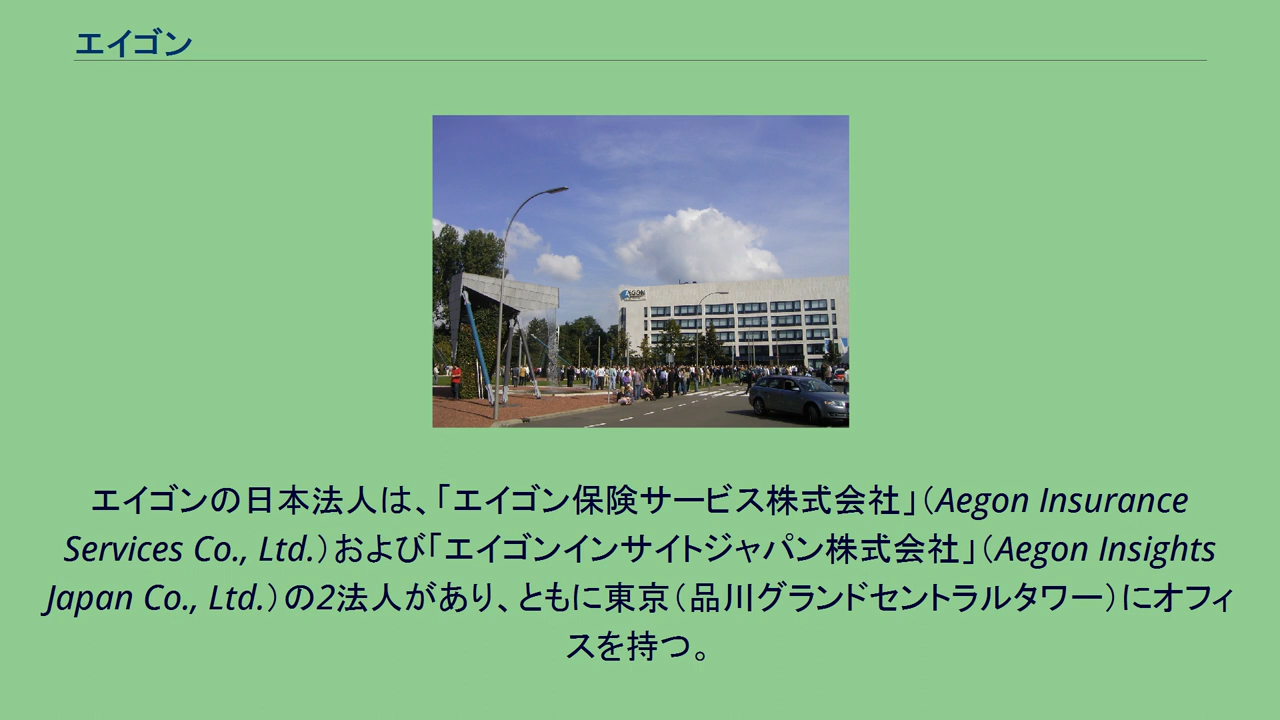 エイゴン
AEGON
エイゴンの日本法人は、「エイゴン保険サービス株式会社」（Aegon Insurance
Services Co., Ltd.）および「エイゴンインサイトジャパン株式会社」（Aegon Insights
Japan Co., Ltd.）の2法人があり、ともに東京（品川グランドセントラルタワー）にオフィ
スを持つ。